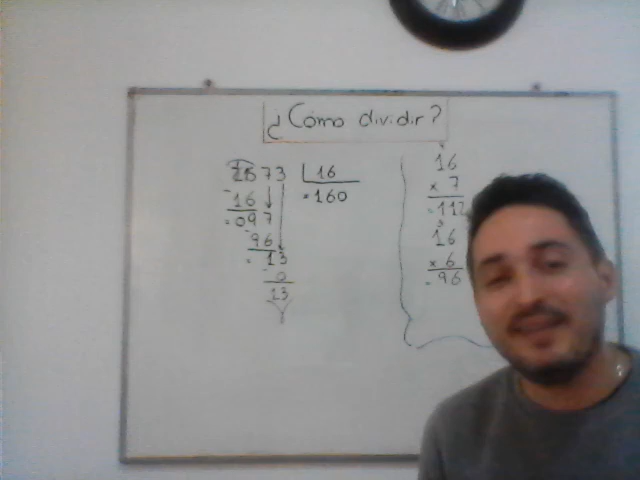 ¿Cómo dividir?
2573 16
- 16 160
097
- 96
13
- 0
13
16
x 7
112
16
x 6
96